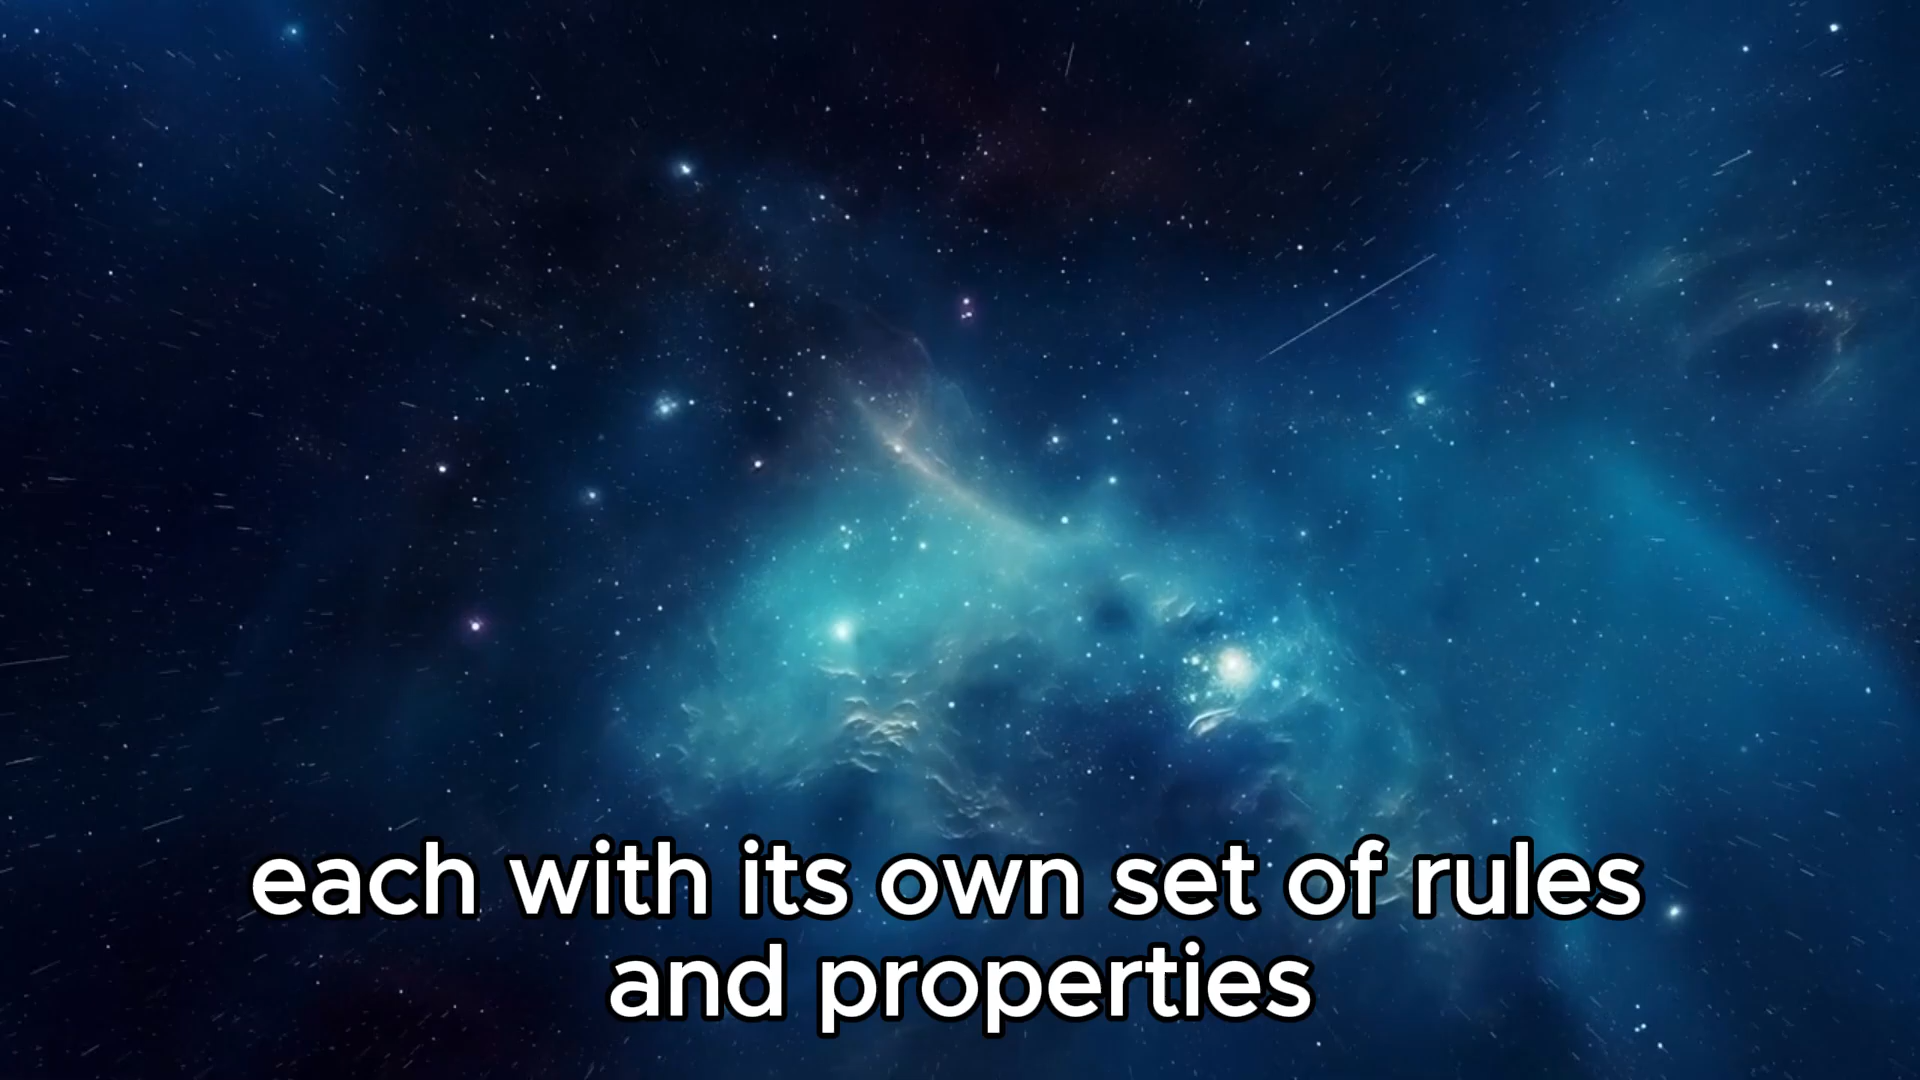 each with its own set of rules
and properties